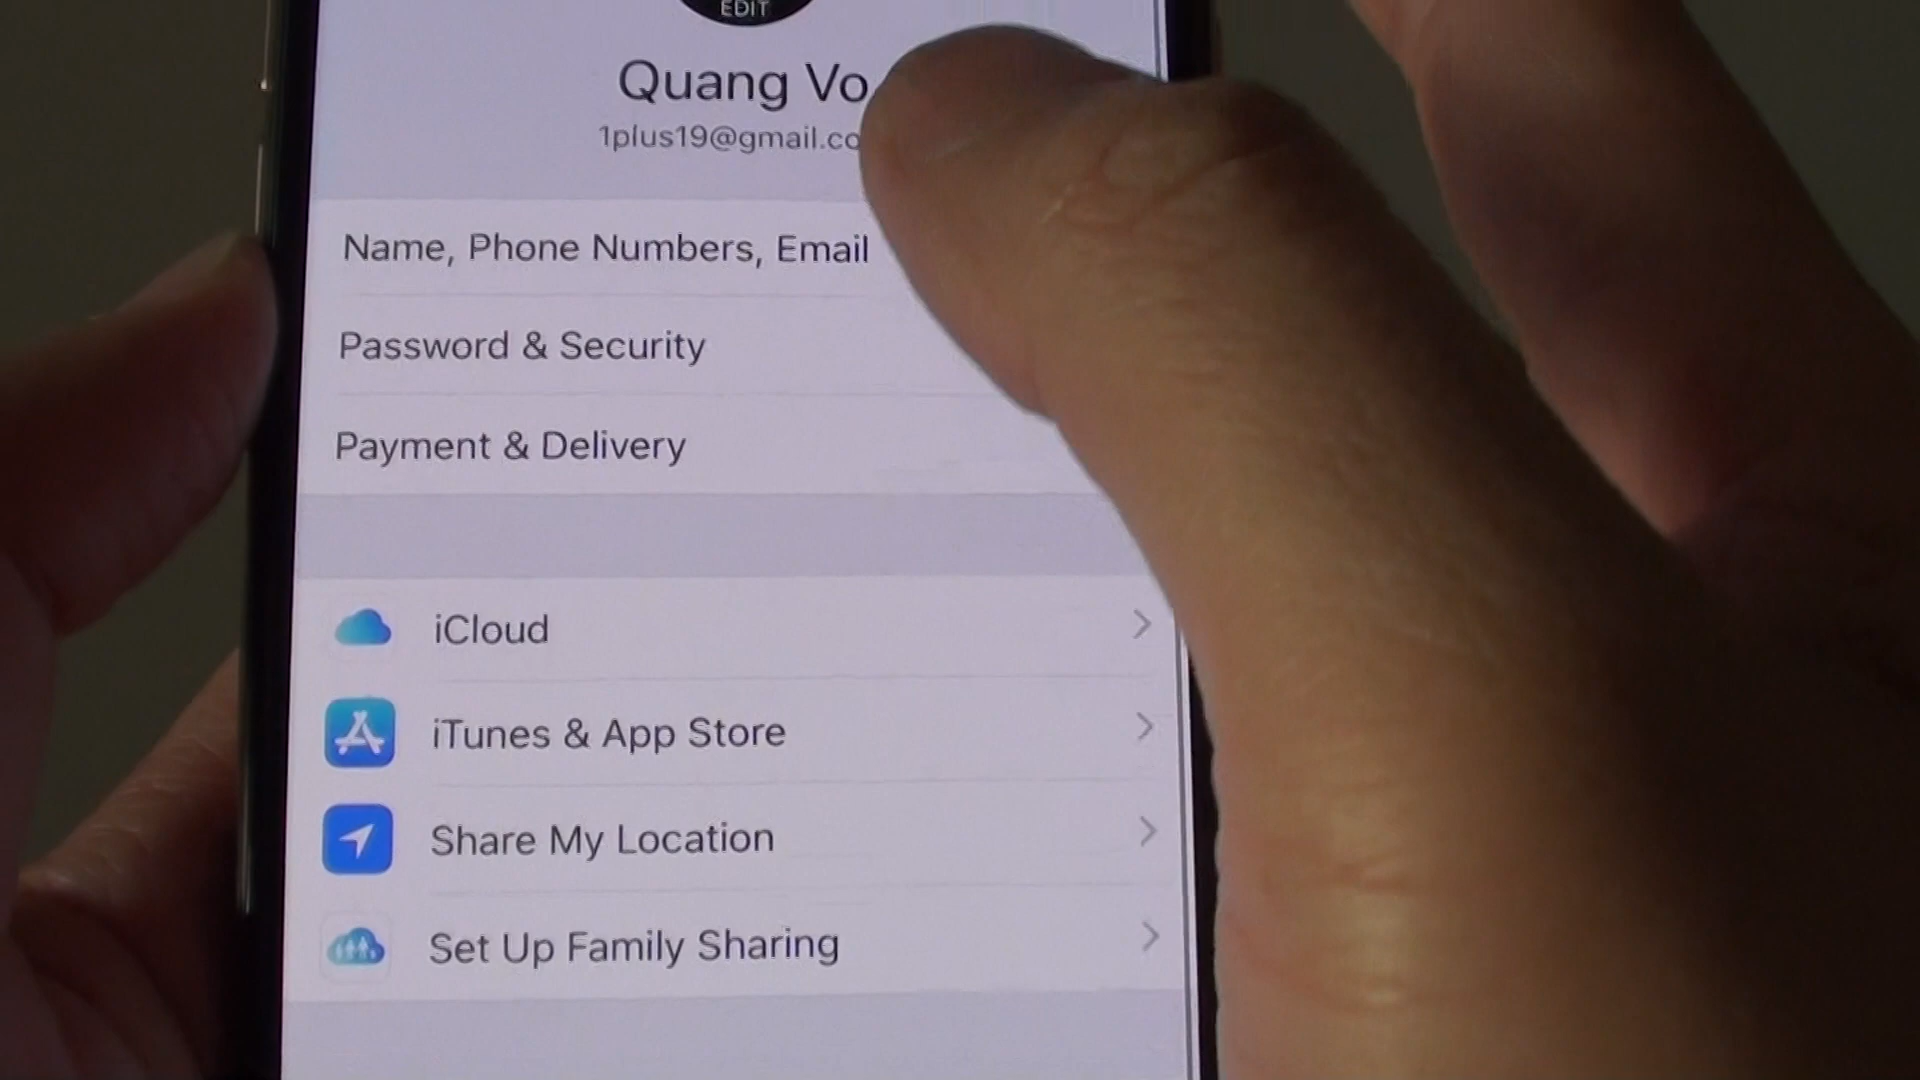 EDIT
Quang Vo
1plus19@gmail.co
Name, Phone Numbers, Email
Password & Security
Payment & Delivery
iCloud
iTunes & App Store
Share My Location
Set Up Family Sharing